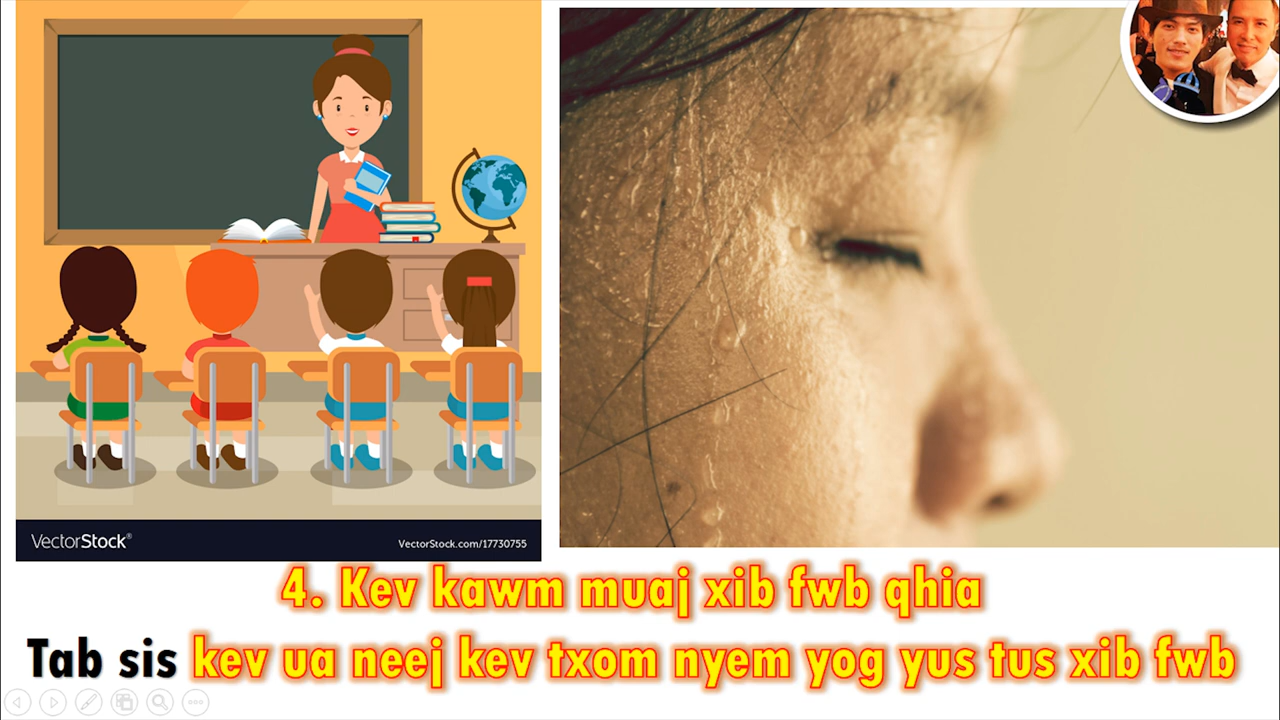 VectorStock®
VectorStock.com/17730755
4. Kev kawm muaj xib fwb qhia
Tab sis kev ua neej kev txom nyem yog yus tus xib fwb